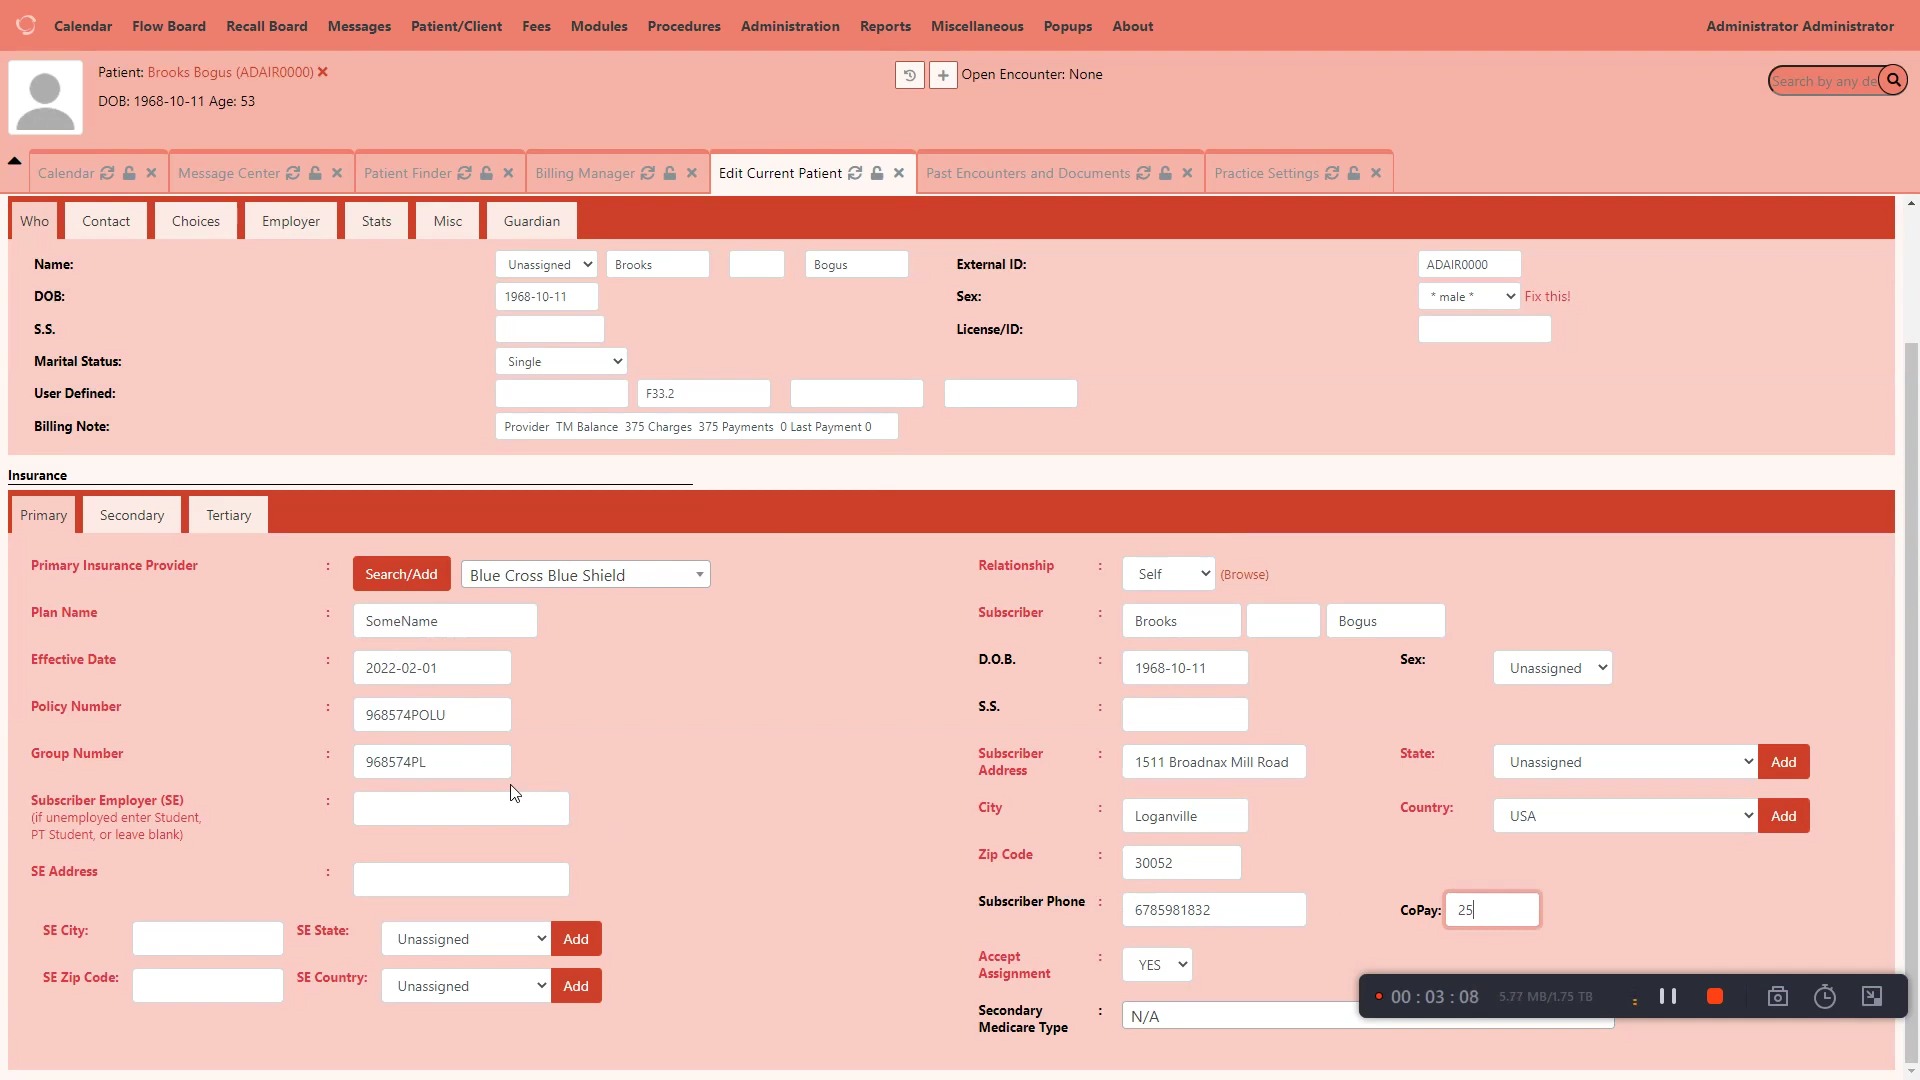 Calendar Flow Board Recall Board Messages Patient/Client Fees Modules Procedures Administration Reports Miscellaneous Popups About Administrator Administrator
Patient: Brooks Bogus (ADAIR0000)
Open Encounter: None
Search by any de
DOB: 1968-10-11 Age: 53
Calendar Message Center Patient Finder Billing Manager Edit Current Patient Past Encounters and Documents Practice Settings
Who Contact Choices Employer Stats Misc Guardian
Name: Unassigned Brooks Bogus External ID: ADAIR0000
DOB: 1968-10-11 Sex: * male * Fix this!
S.S. License/ID:
Marital Status: Single
User Defined: F33.2
Billing Note: Provider TM Balance 375 Charges 375 Payments 0 Last Payment 0
Insurance
Primary Secondary Tertiary
Primary Insurance Provider : Search/Add Blue Cross Blue Shield
Plan Name : SomeName
Effective Date : 2022-02-01
Policy Number : 968574POLU
Group Number : 968574PL
Subscriber Employer (SE) :
(if unemployed enter Student,
PT Student, or leave blank)
SE Address :
SE City: SE State: Unassigned Add
SE Zip Code: SE Country: Unassigned Add
Relationship : Self (Browse)
Subscriber : Brooks Bogus
D.O.B. : 1968-10-11 Sex: Unassigned
S.S. :
Subscriber
Address : 1511 Broadnax Mill Road State: Unassigned Add
City : Loganville Country: USA Add
Zip Code : 30052
Subscriber Phone : 6785981832 CoPay: 25
Accept
Assignment : YES
Secondary
Medicare Type : N/A
00 : 03 : 08 5.77 MB/1.75 TB